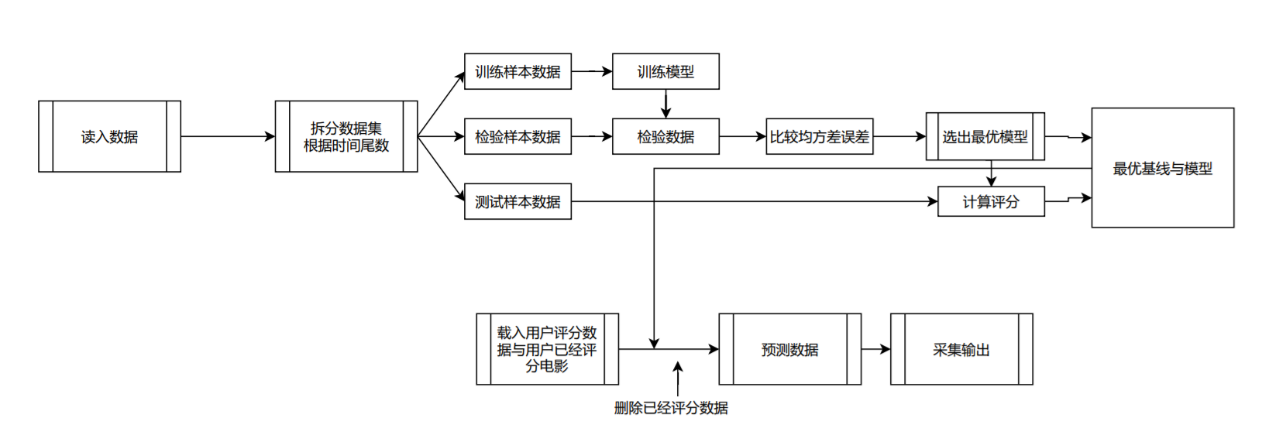 读入数据
拆分数据集
根据时间尾数
训练样本数据
训练模型
检验样本数据
检验数据
比较均方差误差
选出最优模型
最优基线与模型
测试样本数据
计算评分
载入用户评分数
据与用户已经评
分电影
预测数据
采集输出
删除已经评分数据